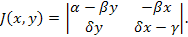 J(x, y) = |α − βy −βx|
|δy δx − γ|.